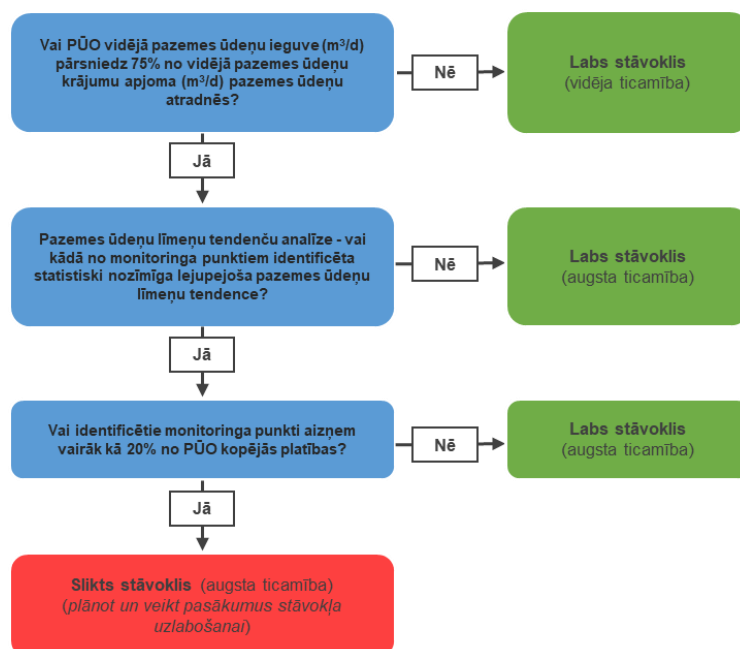 Vai PŪO vidējā pazemes ūdeņu ieguve (m³/d)
pārsniedz 75% no vidējā pazemes ūdeņu
krājumu apjoma (m³/d) pazemes ūdeņu
atradnēs?
Nē
Labs stāvoklis
(vidēja ticamība)
Jā
Pazemes ūdeņu līmeņu tendenču analīze - vai
kādā no monitoringa punktiem identificēta
statistiski nozīmīga lejupejoša pazemes ūdeņu
līmeņu tendence?
Nē
Labs stāvoklis
(augsta ticamība)
Jā
Vai identificētie monitoringa punkti aizņem
vairāk kā 20% no PŪO kopējās platības?
Nē
Labs stāvoklis
(augsta ticamība)
Jā
Slikts stāvoklis (augsta ticamība)
(plānot un veikt pasākumus stāvokļa
uzlabošanai)